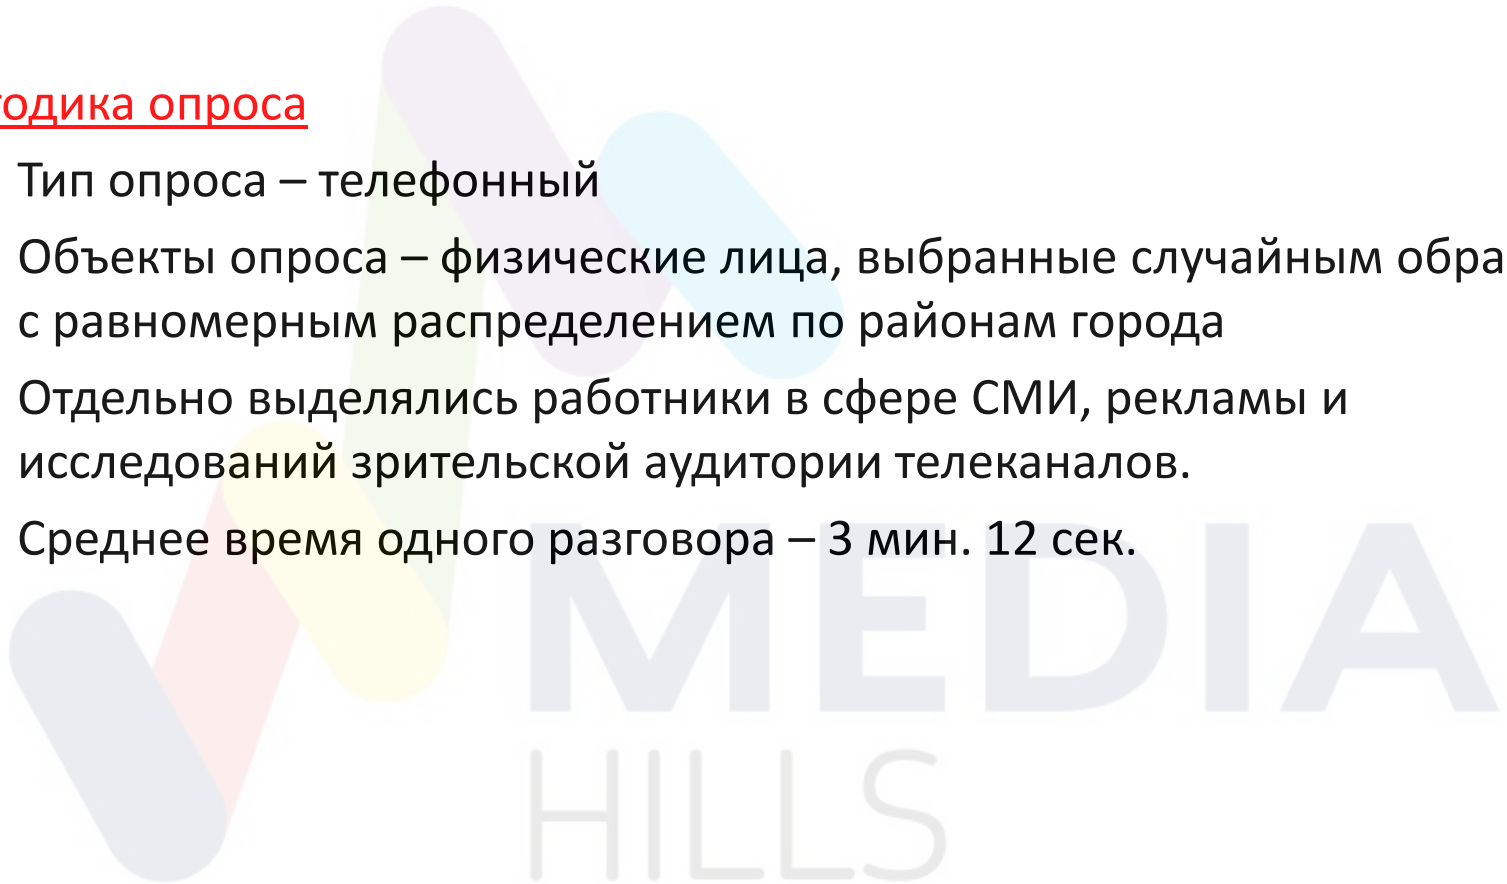 тодика опроса
Тип опроса – телефонный
Объекты опроса – физические лица, выбранные случайным обра
с равномерным распределением по районам города
Отдельно выделялись работники в сфере СМИ, рекламы и
исследований зрительской аудитории телеканалов.
Среднее время одного разговора – 3 мин. 12 сек.
MEDIA
HILLS